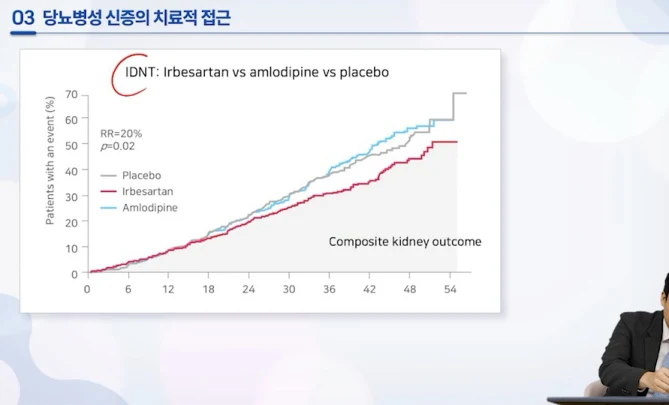 03 당뇨병성 신증의 치료적 접근
IDNT: Irbesartan vs amlodipine vs placebo
Patients with an event (%)
70
60
50
40
30
20
10
0
RR=20%
p=0.02
Placebo
Irbesartan
Amlodipine
Composite kidney outcome
0 6 12 18 24 30 36 42 48 54